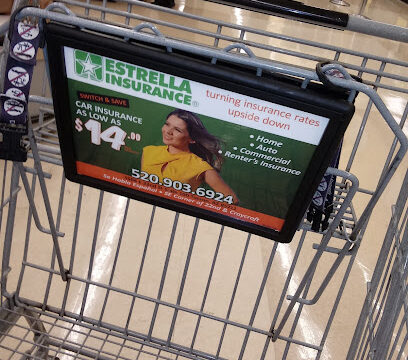 ESTRELLA
INSURANCE®
turning insurance rates
upside down
SWITCH & SAVE
CAR INSURANCE
AS LOW AS
$14.00
• Home
• Auto
• Commercial
• Renter's Insurance
520.903.6924
Se Habla Español • Se Corner of 22nd & Craycroft